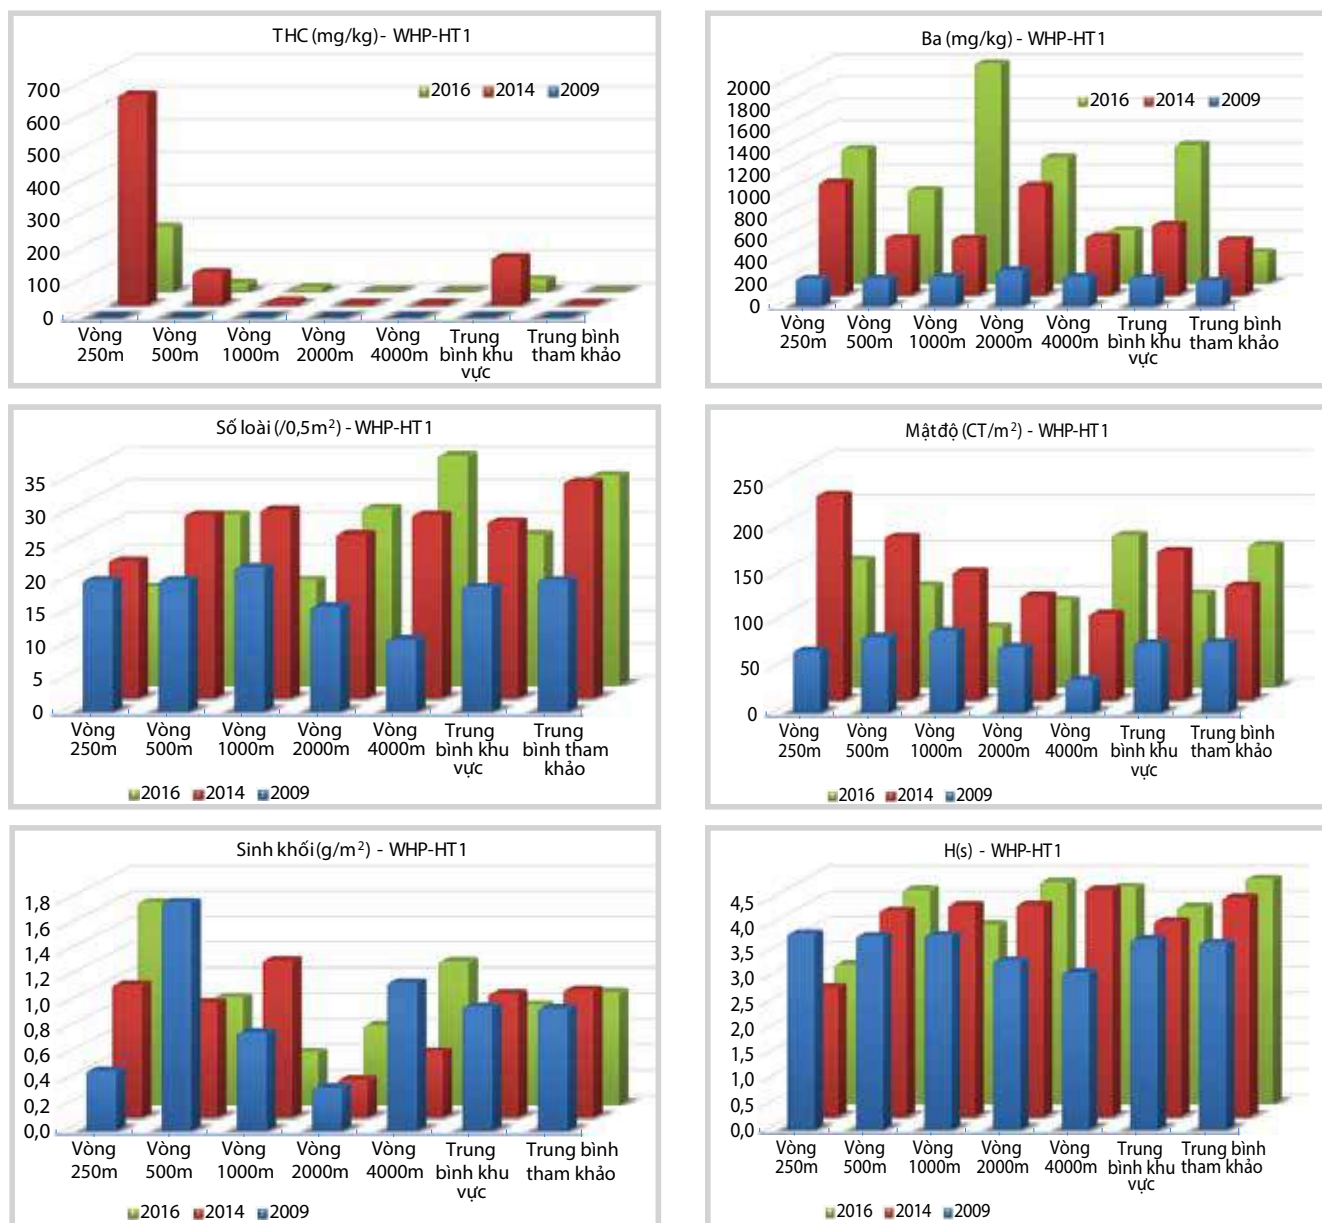 THC (mg/kg) - WHP-HT1
2016 2014 2009
700
600
500
400
300
200
100
0
Vòng 250m
Vòng 500m
Vòng 1000m
Vòng 2000m
Vòng 4000m
Trung bình khu vực
Trung bình tham khảo
Ba (mg/kg) - WHP-HT1
2016 2014 2009
2000
1800
1600
1400
1200
1000
800
600
400
200
0
Vòng 250m
Vòng 500m
Vòng 1000m
Vòng 2000m
Vòng 4000m
Trung bình khu vực
Trung bình tham khảo
Số loài (/0,5m²) - WHP-HT1
35
30
25
20
15
10
5
0
Vòng 250m
Vòng 500m
Vòng 1000m
Vòng 2000m
Vòng 4000m
Trung bình khu vực
Trung bình tham khảo
2016 2014 2009
Mật độ (CT/m²) - WHP-HT1
250
200
150
100
50
0
Vòng 250m
Vòng 500m
Vòng 1000m
Vòng 2000m
Vòng 4000m
Trung bình khu vực
Trung bình tham khảo
2016 2014 2009
Sinh khối (g/m²) - WHP-HT1
1,8
1,6
1,4
1,2
1,0
0,8
0,6
0,4
0,2
0,0
Vòng 250m
Vòng 500m
Vòng 1000m
Vòng 2000m
Vòng 4000m
Trung bình khu vực
Trung bình tham khảo
2016 2014 2009
H(s) - WHP-HT1
4,5
4,0
3,5
3,0
2,5
2,0
1,5
1,0
0,5
0,0
Vòng 250m
Vòng 500m
Vòng 1000m
Vòng 2000m
Vòng 4000m
Trung bình khu vực
Trung bình tham khảo
2016 2014 2009